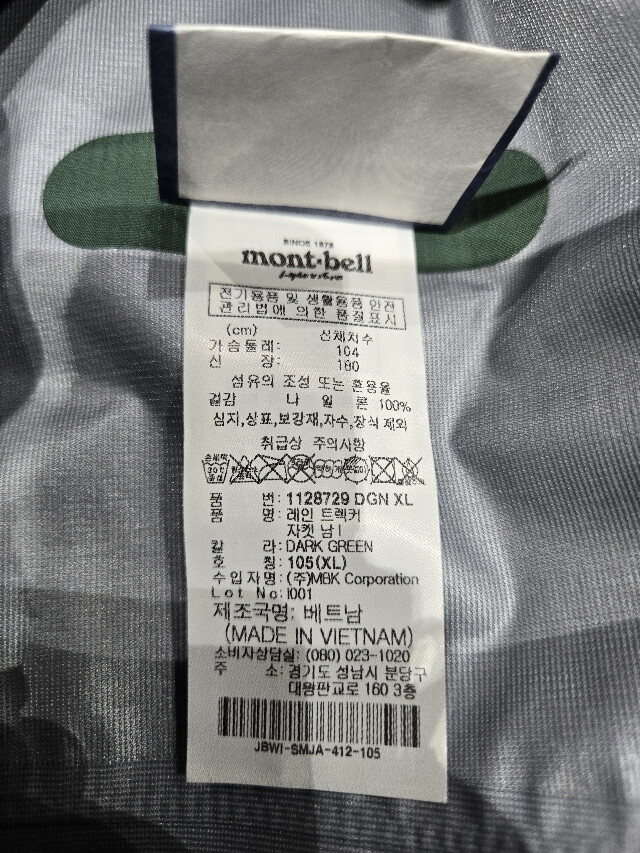 SINCE 1975
mont·bell
전기용품 및 생활용품 안전
관리법에 의한 품질표시
(cm) 신체치수
가슴둘레: 104
신 장: 180
섬유의 조성 또는 혼용율
겉감 나 일 론 100%
심지,상표,보강재,자수,장식 제외
취급상 주의사항
품 번: 1128729 DGN XL
품 명: 레인 트렉커
자켓 남
칼 라: DARK GREEN
호 칭: 105(XL)
수 입 자 명: (주)MBK Corporation
Lot No: I001
제조국명: 베트남
(MADE IN VIETNAM)
소비자상담실: (080) 023-1020
주 소: 경기도 성남시 분당구
대왕판교로 160 3층
JBWI-SMJA-412-105